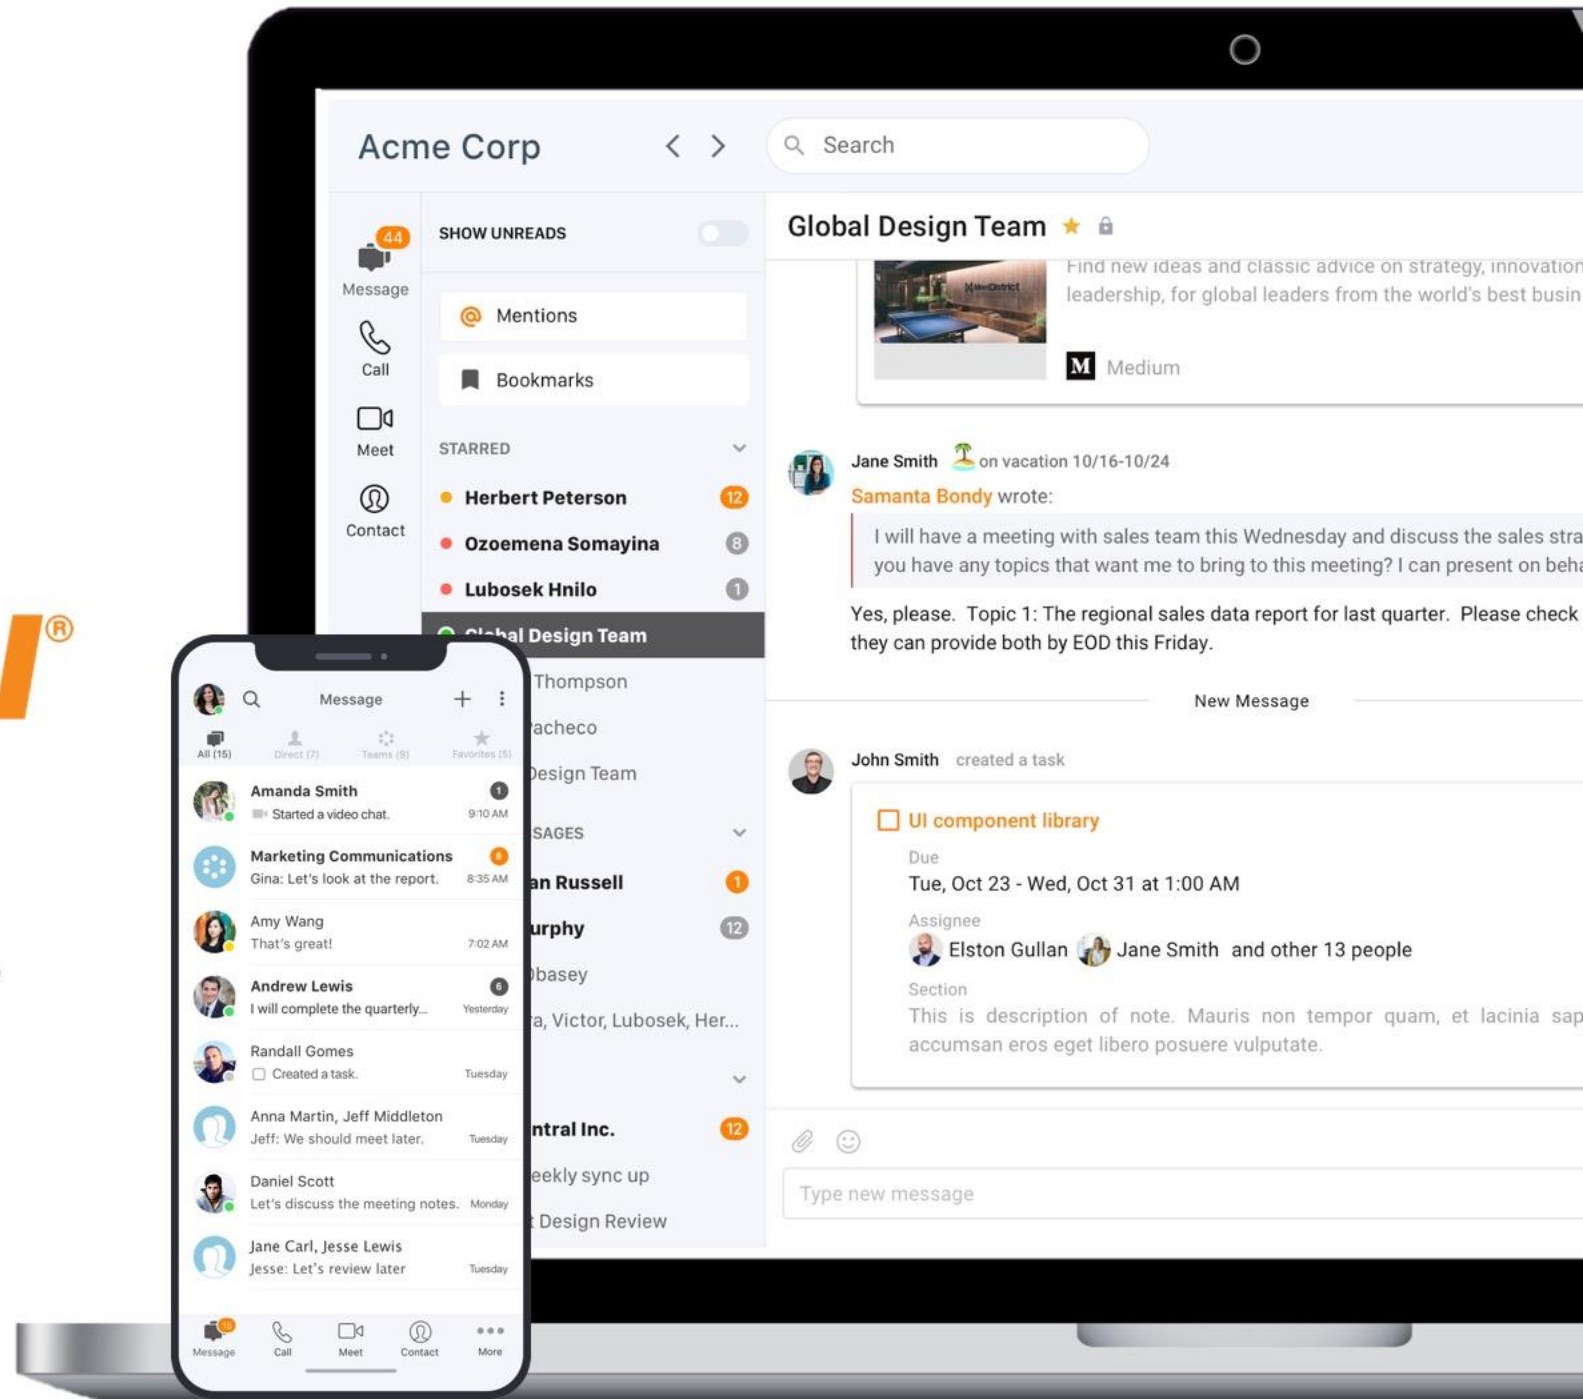 Acme Corp
Search
44
Message
Call
Meet
Contact
SHOW UNREADS
Mentions
Bookmarks
STARRED
Herbert Peterson 12
Ozoemena Somayina 8
Lubosek Hnilo 1
Global Design Team
Thompson
Design Team
12
Her...
12
Design Review
Global Design Team
MeetDistrict
Find new ideas and classic advice on strategy, innovation
leadership, for global leaders from the world's best busin
M Medium
Jane Smith on vacation 10/16-10/24
Samanta Bondy wrote:
I will have a meeting with sales team this Wednesday and discuss the sales stra
you have any topics that want me to bring to this meeting? I can present on beha
Yes, please. Topic 1: The regional sales data report for last quarter. Please check
they can provide both by EOD this Friday.
New Message
John Smith created a task
UI component library
Due
Tue, Oct 23 - Wed, Oct 31 at 1:00 AM
Assignee
Elston Gullan Jane Smith and other 13 people
Section
This is description of note. Mauris non tempor quam, et lacinia sap
accumsan eros eget libero posuere vulputate.
Type new message
SAGES
an Russell 1
urphy 12
basey
a, Victor, Lubosek, Her...
ntral Inc. 12
eekly sync up
®
Message
All (15) Direct (7) Teams (8) Favorites (5)
Amanda Smith 1
Started a video chat. 9:10 AM
Marketing Communications
Gina: Let's look at the report. 8:35 AM
Amy Wang
That's great! 7:02 AM
Andrew Lewis 6
I will complete the quarterly... Yesterday
Randall Gomes
Created a task. Tuesday
Anna Martin, Jeff Middleton
Jeff: We should meet later. Tuesday
Daniel Scott
Let's discuss the meeting notes. Monday
Jane Carl, Jesse Lewis
Jesse: Let's review later Tuesday
Message Call Meet Contact More